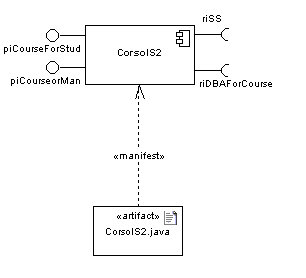 riSS
piCourseForStud
CorsoIS2
piCourseorMan
riDBAForCourse
«manifest»
«artifact»
CorsoIS2.java